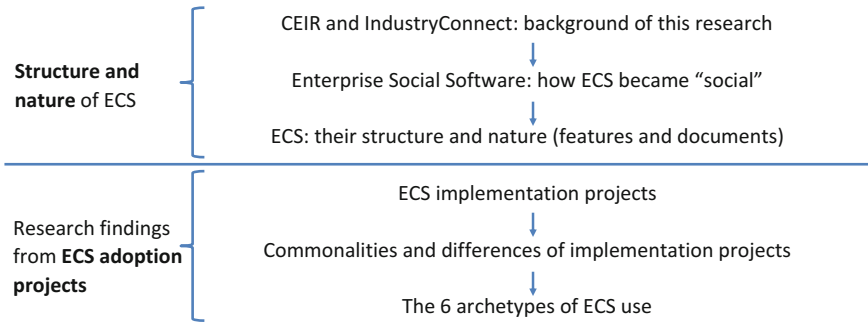 Structure and
nature of ECS
CEIR and IndustryConnect: background of this research
Enterprise Social Software: how ECS became “social”
ECS: their structure and nature (features and documents)
Research findings
from ECS adoption
projects
ECS implementation projects
Commonalities and differences of implementation projects
The 6 archetypes of ECS use